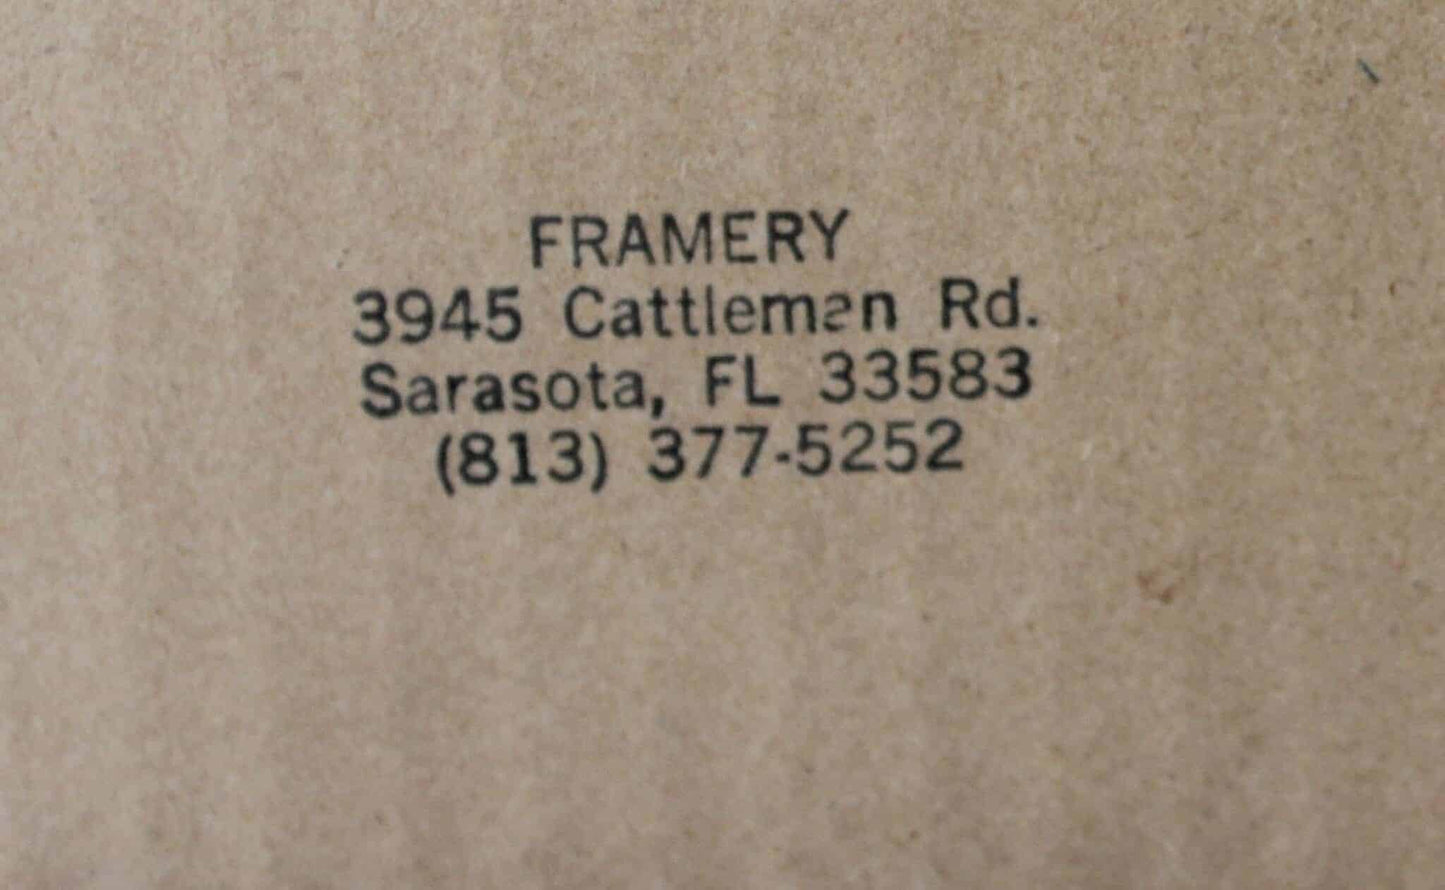 FRAMERY
3945 Cattleman Rd.
Sarasota, FL 33583
(813) 377-5252